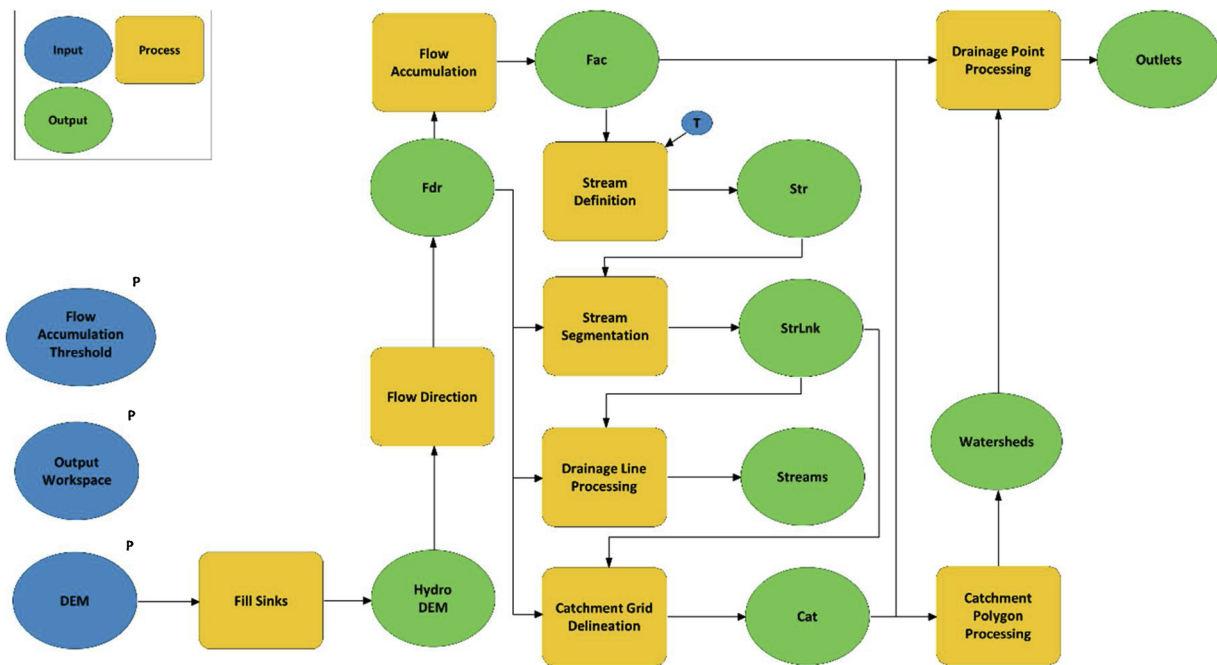 Input
Process
Output
Flow
Accumulation
Fac
Drainage Point
Processing
Outlets
T
Fdr
Stream
Definition
Str
P
Flow
Accumulation
Threshold
Stream
Segmentation
StrLnk
Flow Direction
P
Output
Workspace
Drainage Line
Processing
Streams
Watersheds
P
DEM
Fill Sinks
Hydro
DEM
Catchment Grid
Delineation
Cat
Catchment
Polygon
Processing